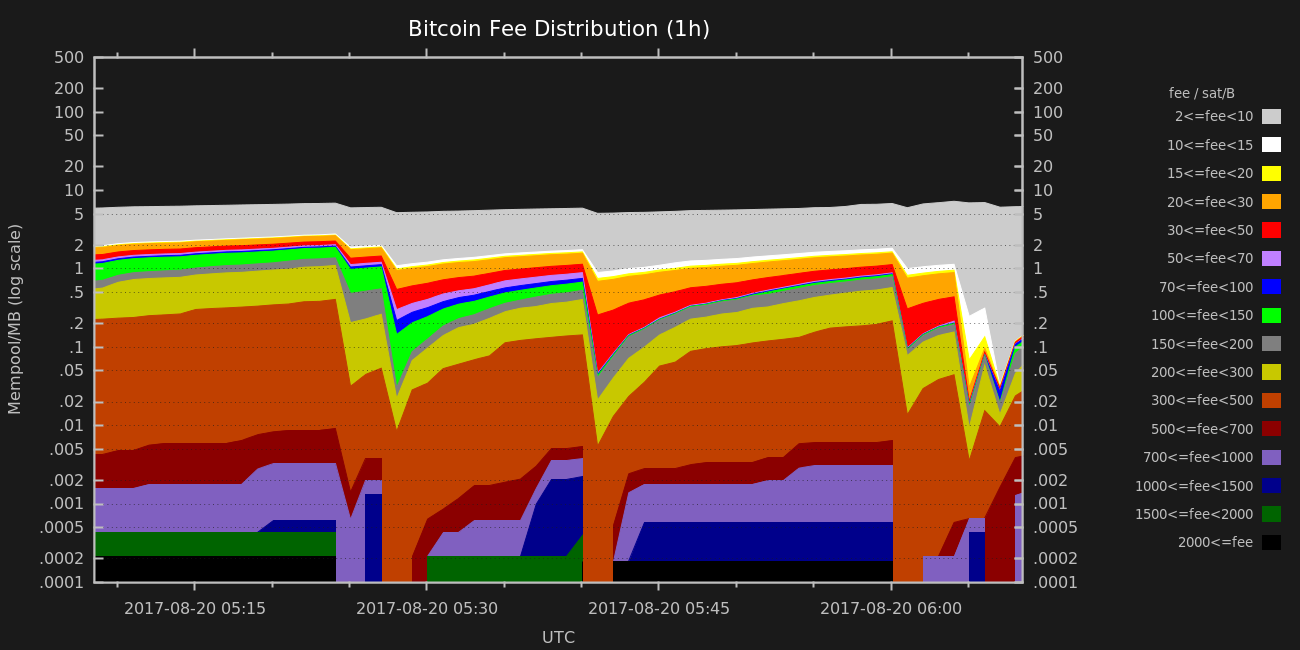 Bitcoin Fee Distribution (1h)
500 500
200 200
100 100
50 50
20 20
10 10
5 5
2 2
1 1
.5 .5
.2 .2
.1 .1
.05 .05
.02 .02
.01 .01
.005 .005
.002 .002
.001 .001
.0005 .0005
.0002 .0002
.0001 .0001
Mempool/MB (log scale)
2017-08-20 05:15 2017-08-20 05:30 2017-08-20 05:45 2017-08-20 06:00
UTC
fee / sat/B
2<=fee<10
10<=fee<15
15<=fee<20
20<=fee<30
30<=fee<50
50<=fee<70
70<=fee<100
100<=fee<150
150<=fee<200
200<=fee<300
300<=fee<500
500<=fee<700
700<=fee<1000
1000<=fee<1500
1500<=fee<2000
2000<=fee